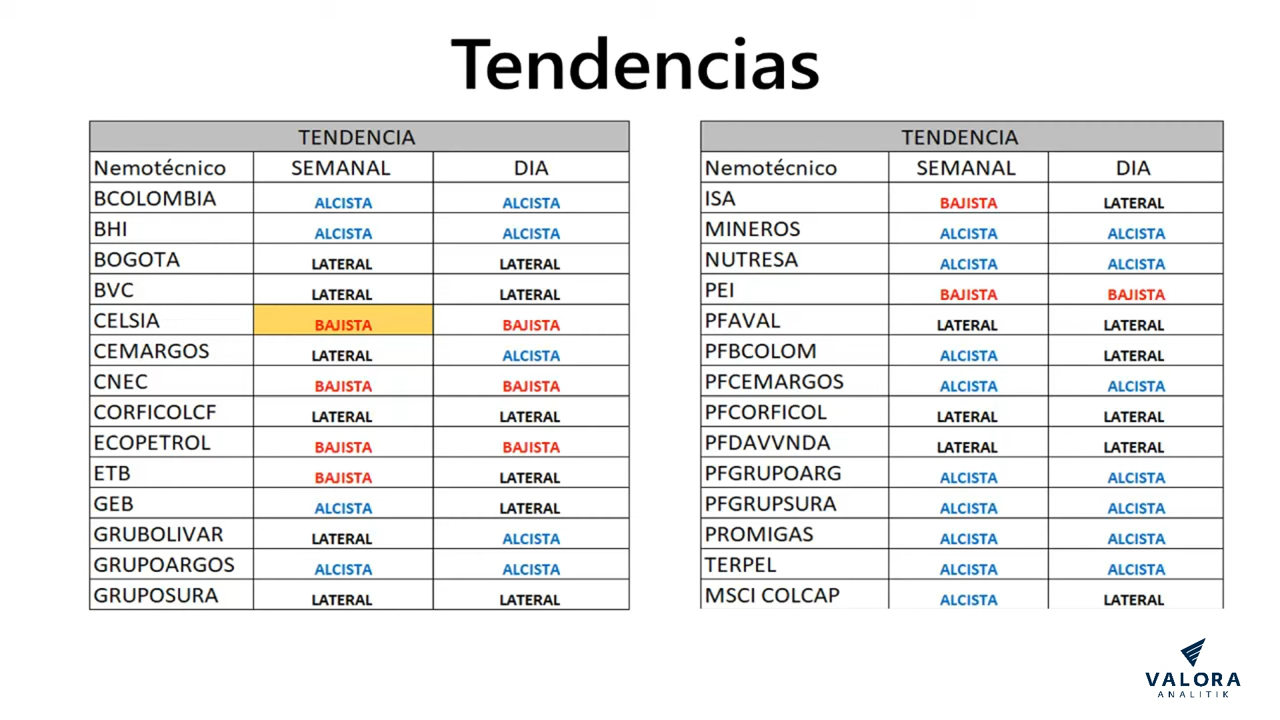 Tendencias
TENDENCIA
Nemotécnico SEMANAL DIA
BCOLOMBIA ALCISTA ALCISTA
BHI ALCISTA ALCISTA
BOGOTA LATERAL LATERAL
BVC LATERAL LATERAL
CELSIA BAJISTA BAJISTA
CEMARGOS LATERAL ALCISTA
CNEC BAJISTA BAJISTA
CORFICOLCF LATERAL LATERAL
ECOPETROL BAJISTA BAJISTA
ETB BAJISTA LATERAL
GEB ALCISTA LATERAL
GRUBOLIVAR LATERAL ALCISTA
GRUPOARGOS ALCISTA ALCISTA
GRUPOSURA LATERAL LATERAL
TENDENCIA
Nemotécnico SEMANAL DIA
ISA BAJISTA LATERAL
MINEROS ALCISTA ALCISTA
NUTRESA ALCISTA ALCISTA
PEI BAJISTA BAJISTA
PFAVAL LATERAL LATERAL
PFBCOLOM ALCISTA LATERAL
PFCEMARGOS ALCISTA ALCISTA
PFCORFICOL LATERAL LATERAL
PFDAVVNDA LATERAL LATERAL
PFGRUPOARG ALCISTA ALCISTA
PFGRUPSURA ALCISTA ALCISTA
PROMIGAS ALCISTA ALCISTA
TERPEL ALCISTA ALCISTA
MSCI COLCAP ALCISTA LATERAL
VALORA
ANALITIK